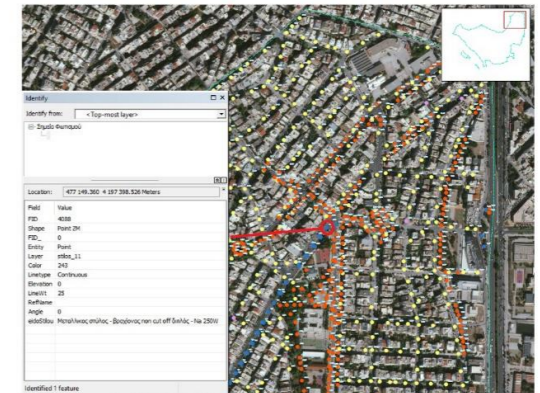 Identify
Identify from: <Top-most layer>
Σημεία Φωτισμού
Location: 477 149.360 4 197 398.526 Meters
Field Value
FID 4088
Shape Point ZM
FID_ 0
Entity Point
Layer stilos_11
Color 243
Linetype Continuous
Elevation 0
LineWt 25
RefName
Angle 0
eidoStilou Μεταλλικος στύλος - βραχίονας non cut off διπλός - Na 250W
Identified 1 feature